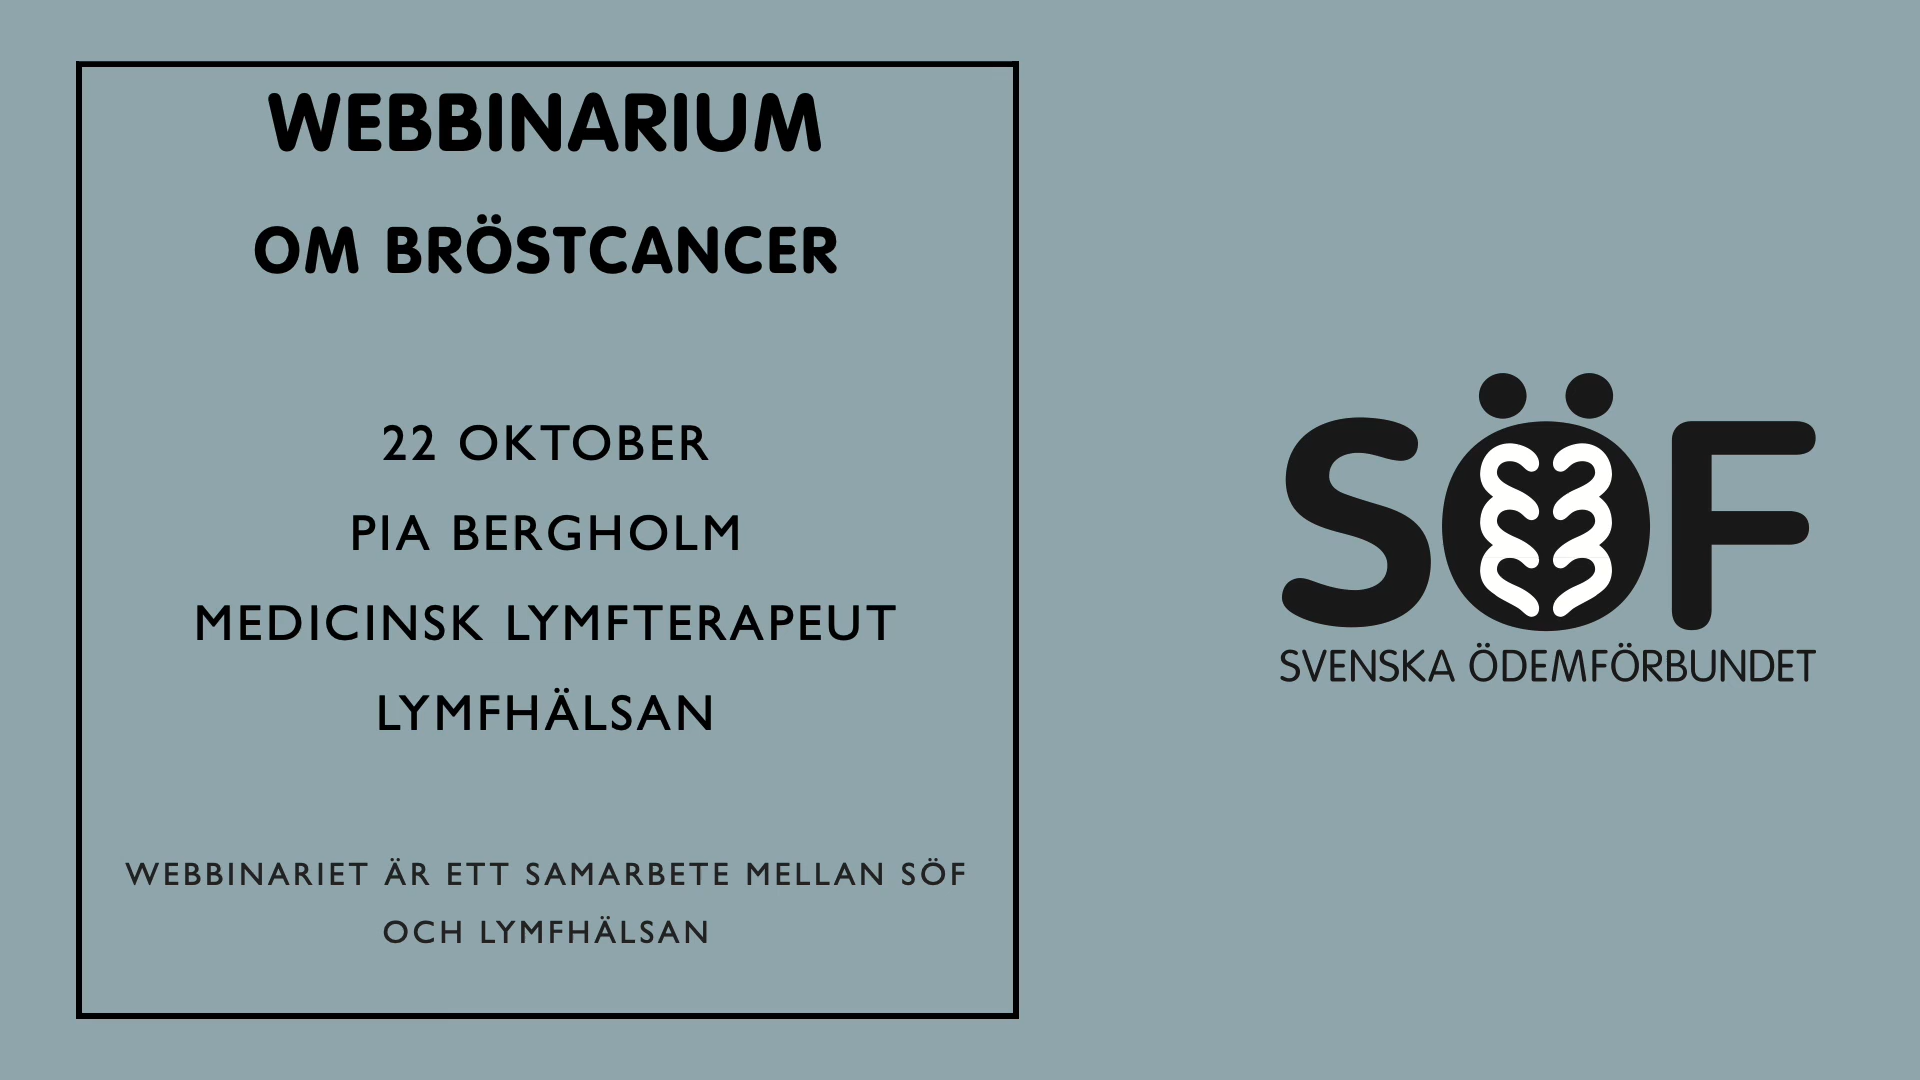 WEBBINARIUM
OM BRÖSTCANCER
22 OKTOBER
PIA BERGHOLM
MEDICINSK LYMFTERAPEUT
LYMFHÄLSAN
WEBBINARIET ÄR ETT SAMARBETE MELLAN SÖF
OCH LYMFHÄLSAN
SÖF
SVENSKA ÖDEMFÖRBUNDET